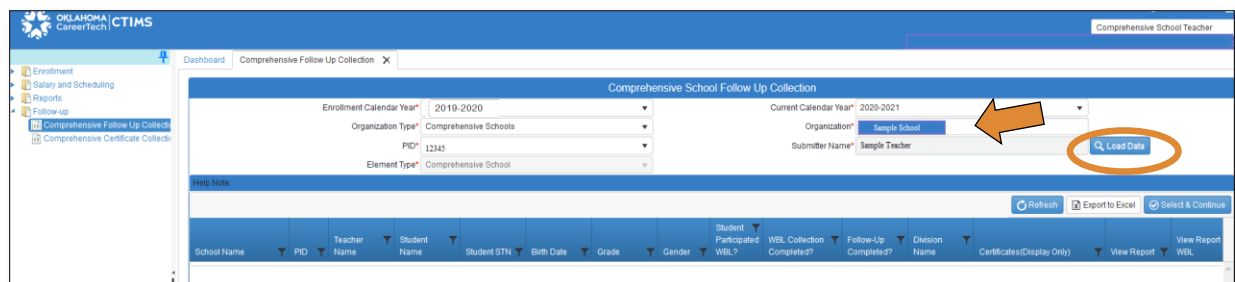 OKLAHOMA
CareerTech CTIMS
Comprehensive School Teacher
Dashboard Comprehensive Follow Up Collection X
Enrollment
Salary and Scheduling
Reports
Follow-up
Comprehensive Follow Up Collecti
Comprehensive Certificate Collecti
Comprehensive School Follow Up Collection
Enrollment Calendar Year* 2019-2020 Current Calendar Year* 2020-2021
Organization Type* Comprehensive Schools Organization* Sample School
PID* 12345 Submitter Name* Sample Teacher Load Data
Element Type* Comprehensive School
Help Note:
Refresh Export to Excel Select & Continue
School Name PID Teacher Name Student Name Student STN Birth Date Grade Gender Student Participated WBL? WBL Collection Completed? Follow-Up Completed? Division Name Certificates(Display Only) View Report View Report WBL